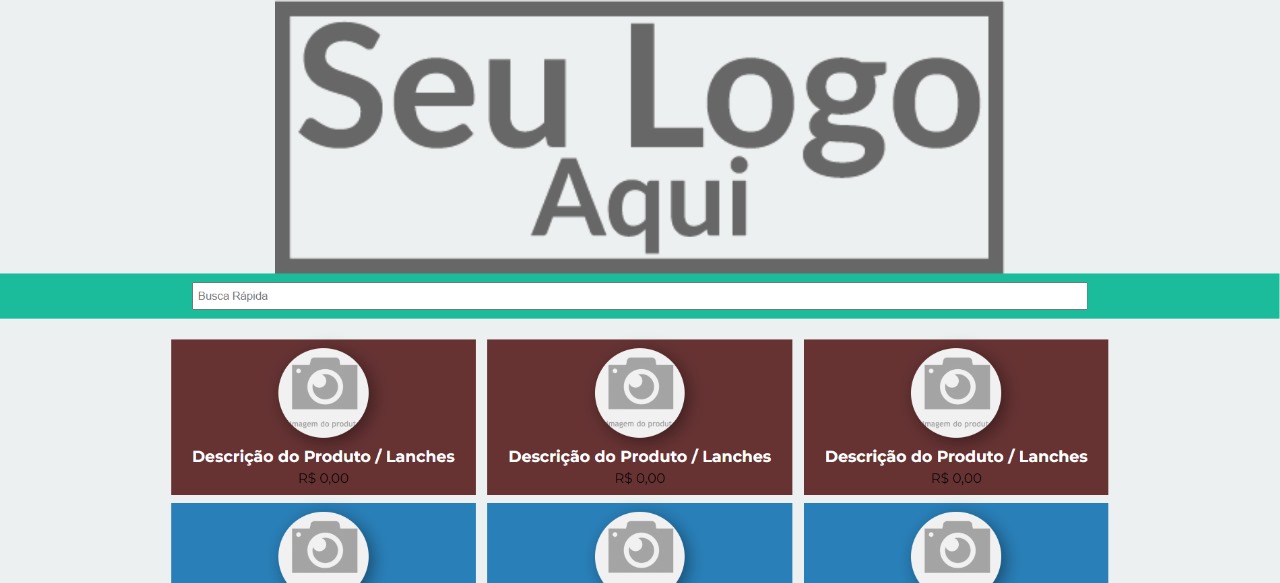 Seu Logo
Aqui
Busca Rápida
Imagem do produto
Imagem do produto
Imagem do produto
Descrição do Produto / Lanches
Descrição do Produto / Lanches
Descrição do Produto / Lanches
R$ 0,00
R$ 0,00
R$ 0,00